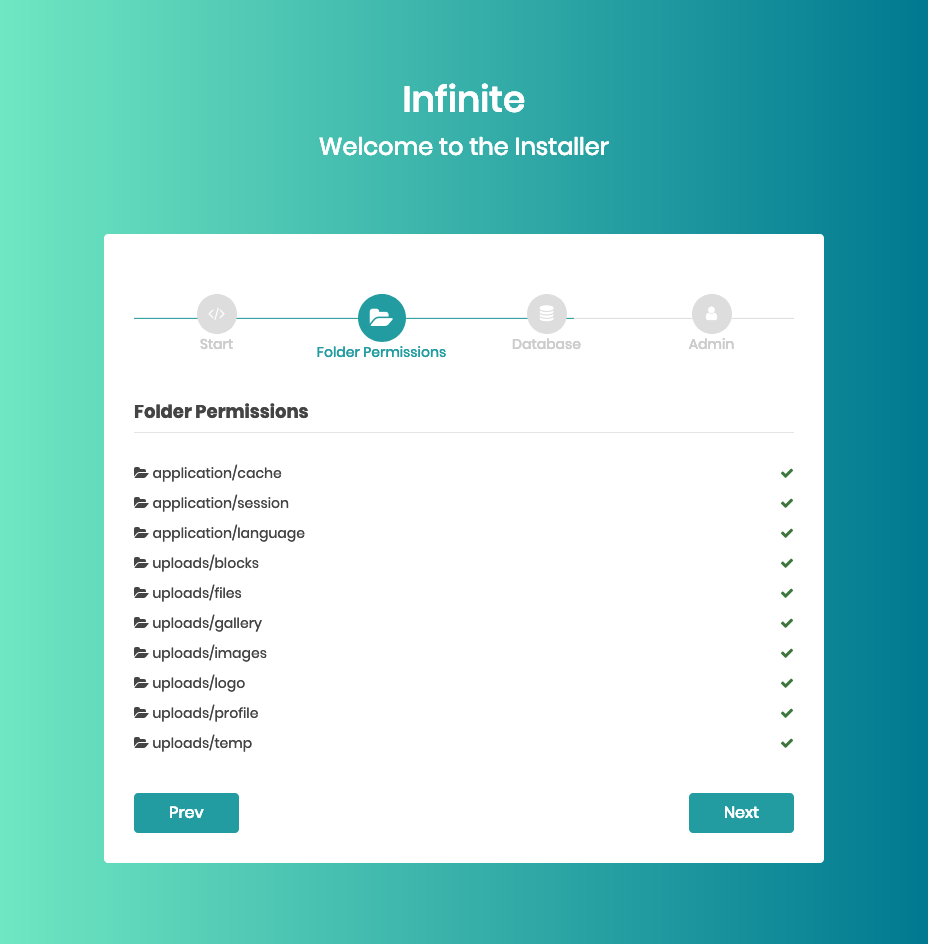 Infinite
Welcome to the Installer
Start
Folder Permissions
Database
Admin
Folder Permissions
application/cache
application/session
application/language
uploads/blocks
uploads/files
uploads/gallery
uploads/images
uploads/logo
uploads/profile
uploads/temp
Prev
Next